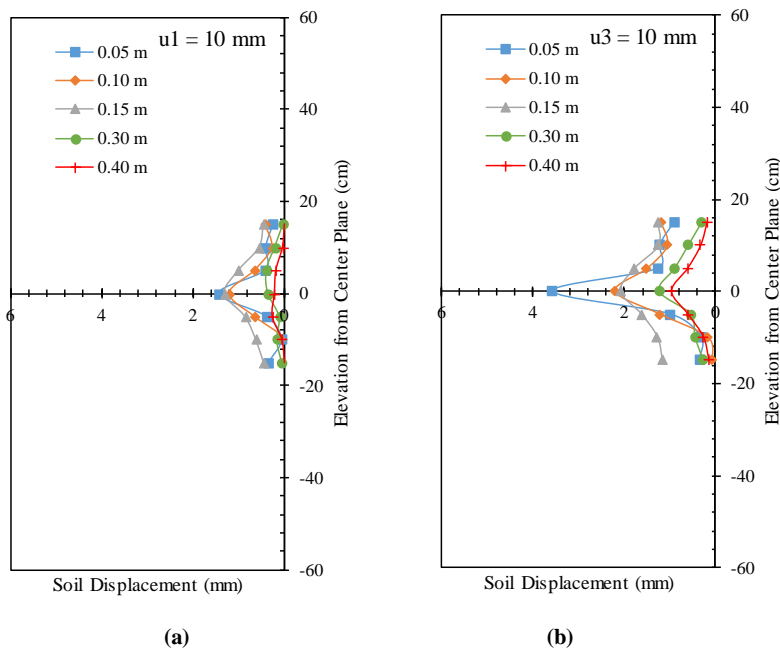 u1 = 10 mm
0.05 m
0.10 m
0.15 m
0.30 m
0.40 m
60
40
20
0
-20
-40
-60
Elevation from Center Plane (cm)
6
4
2
0
Soil Displacement (mm)
(a)
u3 = 10 mm
0.05 m
0.10 m
0.15 m
0.30 m
0.40 m
60
40
20
0
-20
-40
-60
Elevation from Center Plane (cm)
6
4
2
0
Soil Displacement (mm)
(b)